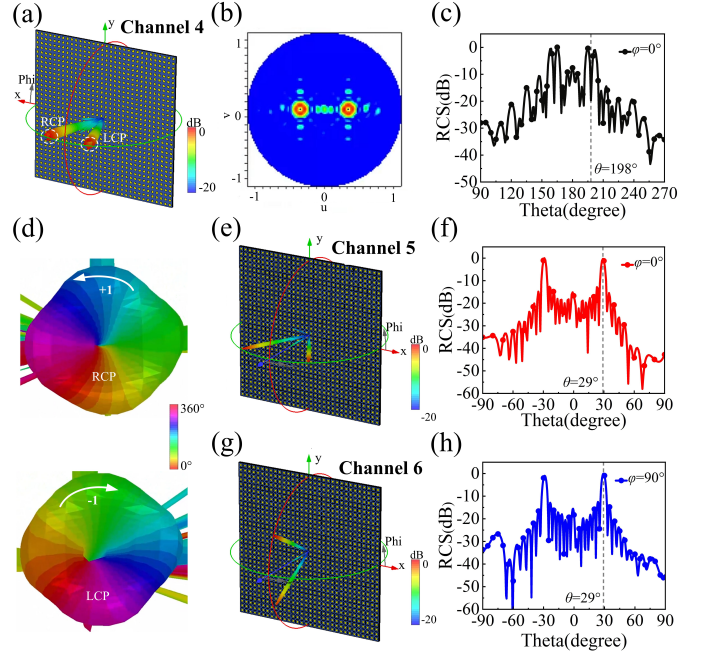 (a)
Channel 4
y
Phi
x
RCP
LCP
dB
0
-20
(b)
1
v
0
-1
-1
0
1
u
(c)
RCS(dB)
0
-10
-20
-30
-40
-50
φ=0°
θ=198°
90 120 150 180 210 240 270
Theta(degree)
(d)
+1
RCP
360°
0°
-1
LCP
(e)
Channel 5
y
Phi
x
dB
0
-20
(f)
RCS(dB)
0
-10
-20
-30
-40
-50
-60
φ=0°
θ=29°
-90 -60 -30 0 30 60 90
Theta(degree)
(g)
Channel 6
y
Phi
x
dB
0
-20
(h)
RCS(dB)
0
-10
-20
-30
-40
-50
-60
φ=90°
θ=29°
-90 -60 -30 0 30 60 90
Theta(degree)